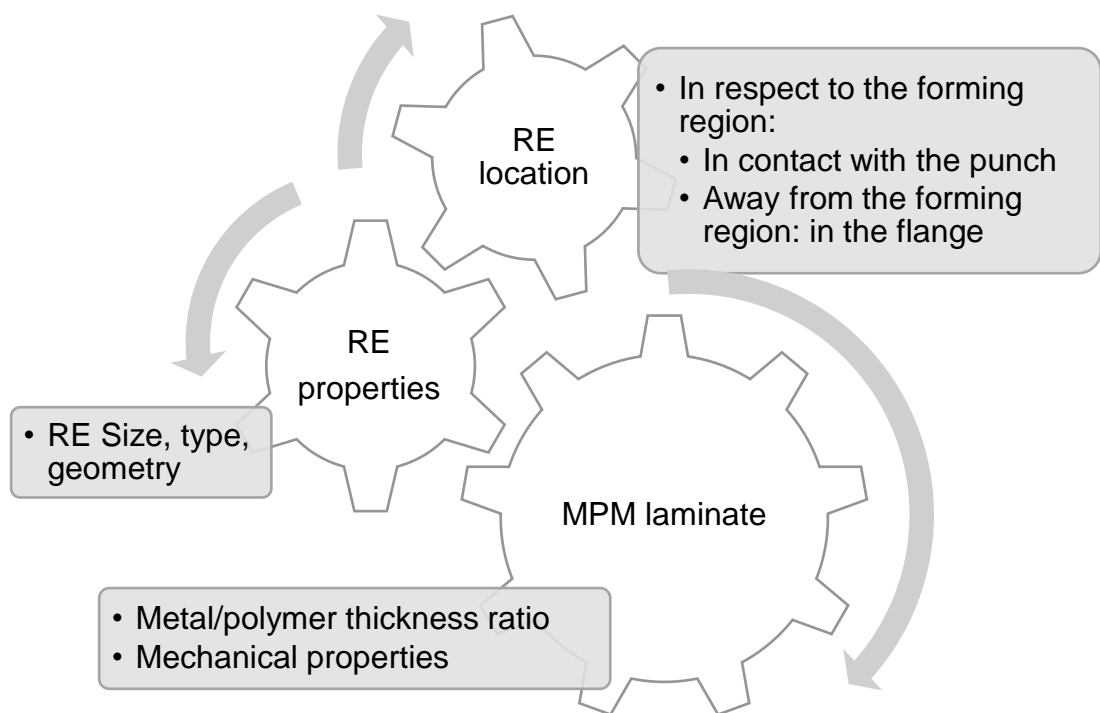 RE
location
• In respect to the forming
region:
• In contact with the punch
• Away from the forming
region: in the flange
RE
properties
• RE Size, type,
geometry
MPM laminate
• Metal/polymer thickness ratio
• Mechanical properties